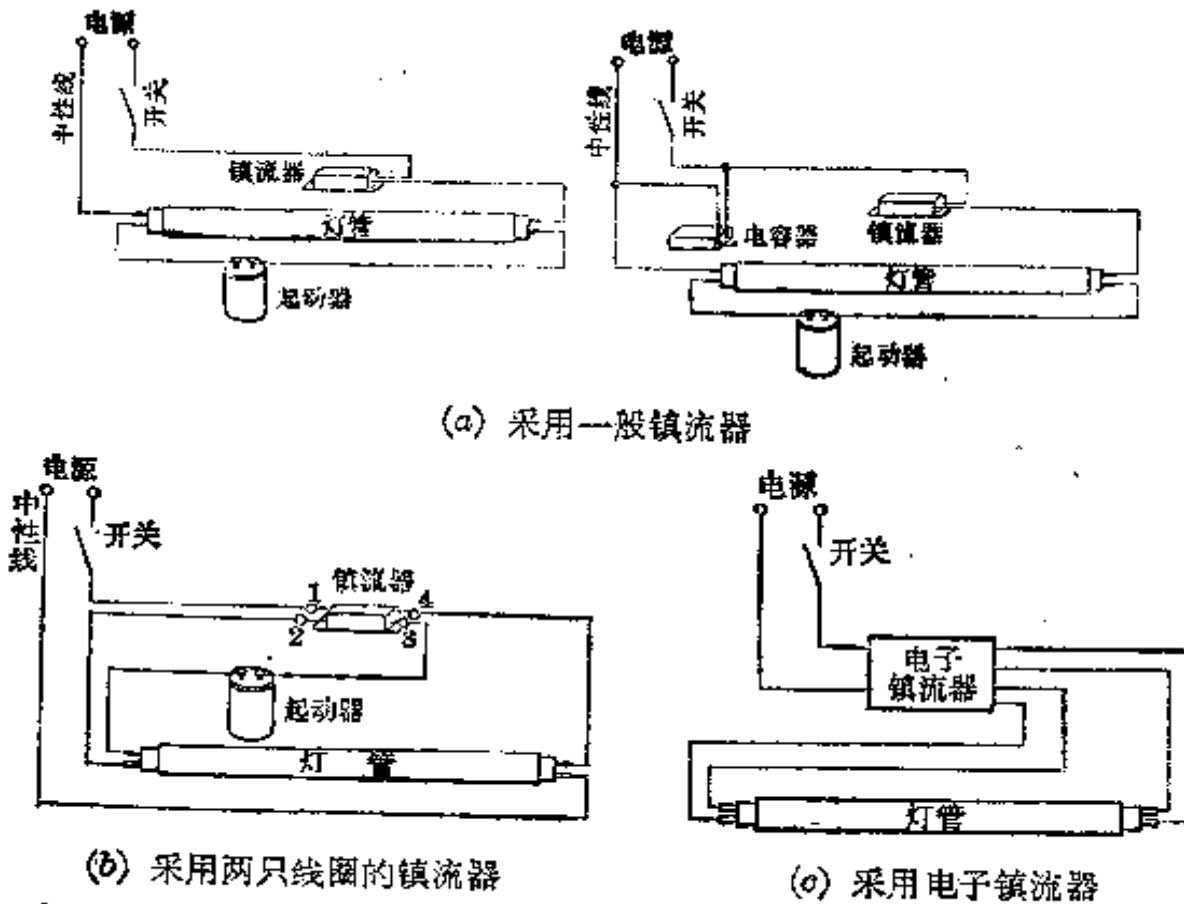 电源
中性线
开关
镇流器
灯管
起动器
电源
中性线
开关
电容器
镇流器
灯管
起动器
(a) 采用一般镇流器
电源
中性线
开关
1 镇流器 4
2 3
起动器
灯管
(b) 采用两只线圈的镇流器
电源
开关
电子
镇流器
灯管
(c) 采用电子镇流器